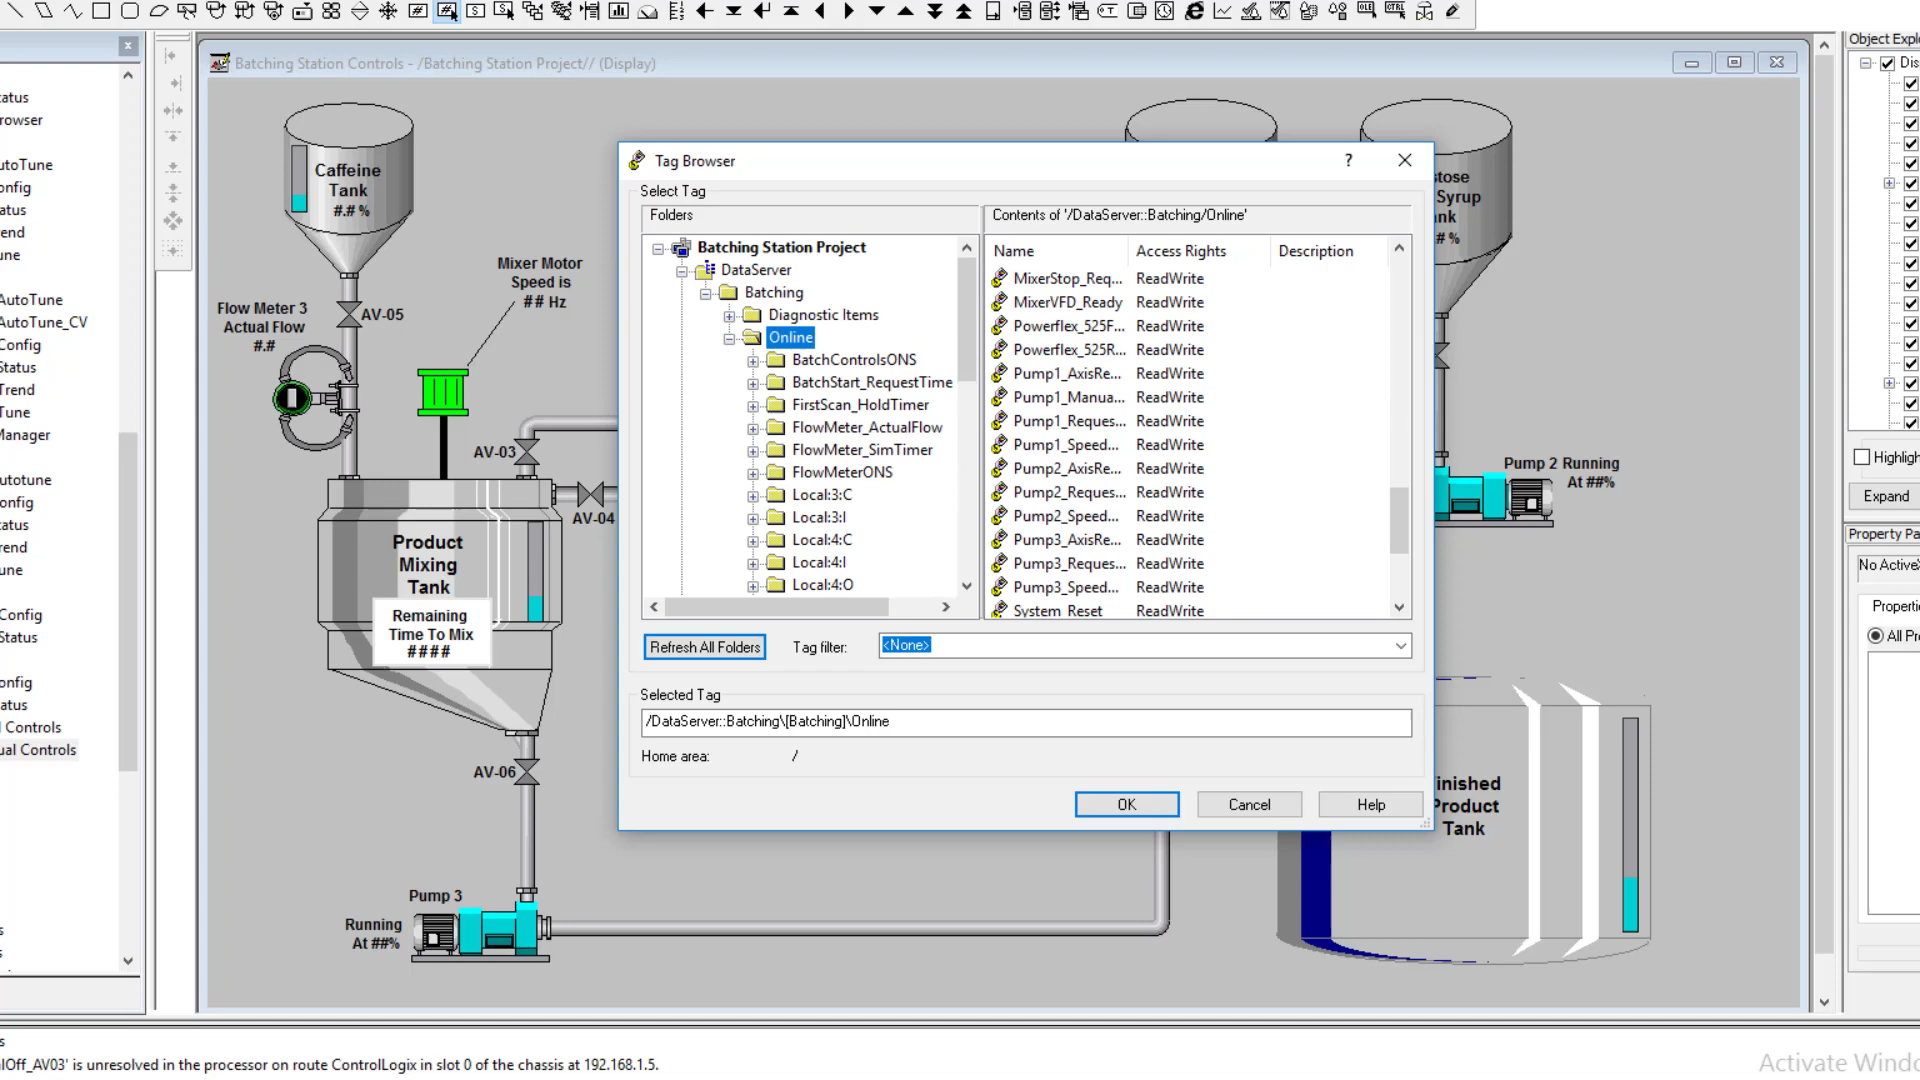 Batching Station Controls - /Batching Station Project// (Display)
Object Explo
Dis
atus
owser
utoTune
onfig
atus
end
une
AutoTune
AutoTune_CV
Config
Status
Trend
Tune
Manager
utotune
onfig
atus
rend
une
Config
Status
onfig
atus
l Controls
ual Controls
s
Caffeine
Tank
#.# %
Flow Meter 3
Actual Flow
#.#
AV-05
Mixer Motor
Speed is
## Hz
AV-03
AV-04
Product
Mixing
Tank
Remaining
Time To Mix
####
AV-06
Pump 3
Running
At ##%
Tag Browser
?
Select Tag
Folders
Batching Station Project
DataServer
Batching
Diagnostic Items
Online
BatchControlsONS
BatchStart_RequestTime
FirstScan_HoldTimer
FlowMeter_ActualFlow
FlowMeter_SimTimer
FlowMeterONS
Local:3:C
Local:3:I
Local:4:C
Local:4:I
Local:4:O
Contents of '/DataServer::Batching/Online'
Name Access Rights Description
MixerStop_Req... ReadWrite
MixerVFD_Ready ReadWrite
Powerflex_525F... ReadWrite
Powerflex_525R... ReadWrite
Pump1_AxisRe... ReadWrite
Pump1_Manua... ReadWrite
Pump1_Reques... ReadWrite
Pump1_Speed... ReadWrite
Pump2_AxisRe... ReadWrite
Pump2_Reques... ReadWrite
Pump2_Speed... ReadWrite
Pump3_AxisRe... ReadWrite
Pump3_Reques... ReadWrite
Pump3_Speed... ReadWrite
System_Reset ReadWrite
Refresh All Folders
Tag filter: <None>
Selected Tag
/DataServer::Batching\[Batching]\Online
Home area: /
OK Cancel Help
stose
Syrup
nk
# %
Pump 2 Running
At ##%
inished
Product
Tank
Highligh
Expand
Property Pa
No ActiveX
Properti
All Pr
s
lOff_AV03' is unresolved in the processor on route ControlLogix in slot 0 of the chassis at 192.168.1.5.
Activate Windo